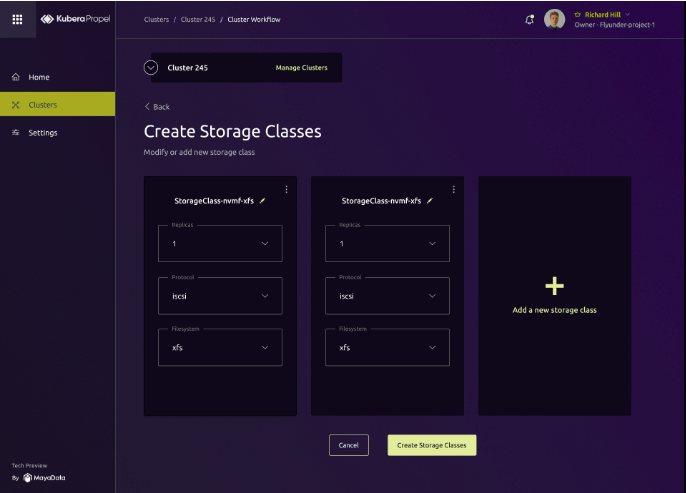 Kubera Propel
Clusters / Cluster 245 / Cluster Workflow
Richard Hill
Owner - Flyunder-project-1
Home
Clusters
Settings
Cluster 245
Manage Clusters
Back
Create Storage Classes
Modify or add new storage class
StorageClass-nvmf-xfs
Replicas
1
Protocol
iscsi
Filesystem
xfs
StorageClass-nvmf-xfs
Replicas
1
Protocol
iscsi
Filesystem
xfs
+
Add a new storage class
Cancel
Create Storage Classes
Tech Preview
By MayaData